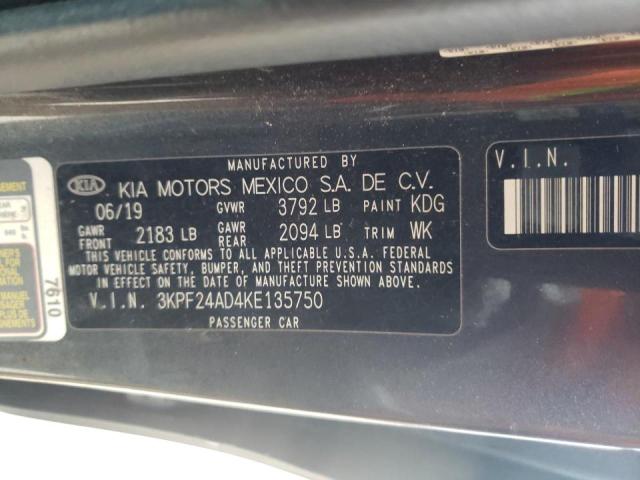 MANUFACTURED BY
KIA KIA MOTORS MEXICO S.A. DE C.V.
06/19 GVWR 3792 LB PAINT KDG
GAWR FRONT 2183 LB GAWR REAR 2094 LB TRIM WK
THIS VEHICLE CONFORMS TO ALL APPLICABLE U.S.A. FEDERAL
MOTOR VEHICLE SAFETY, BUMPER, AND THEFT PREVENTION STANDARDS
IN EFFECT ON THE DATE OF MANUFACTURE SHOWN ABOVE.
V.I.N. 3KPF24AD4KE135750
PASSENGER CAR
V.I.N.
7610